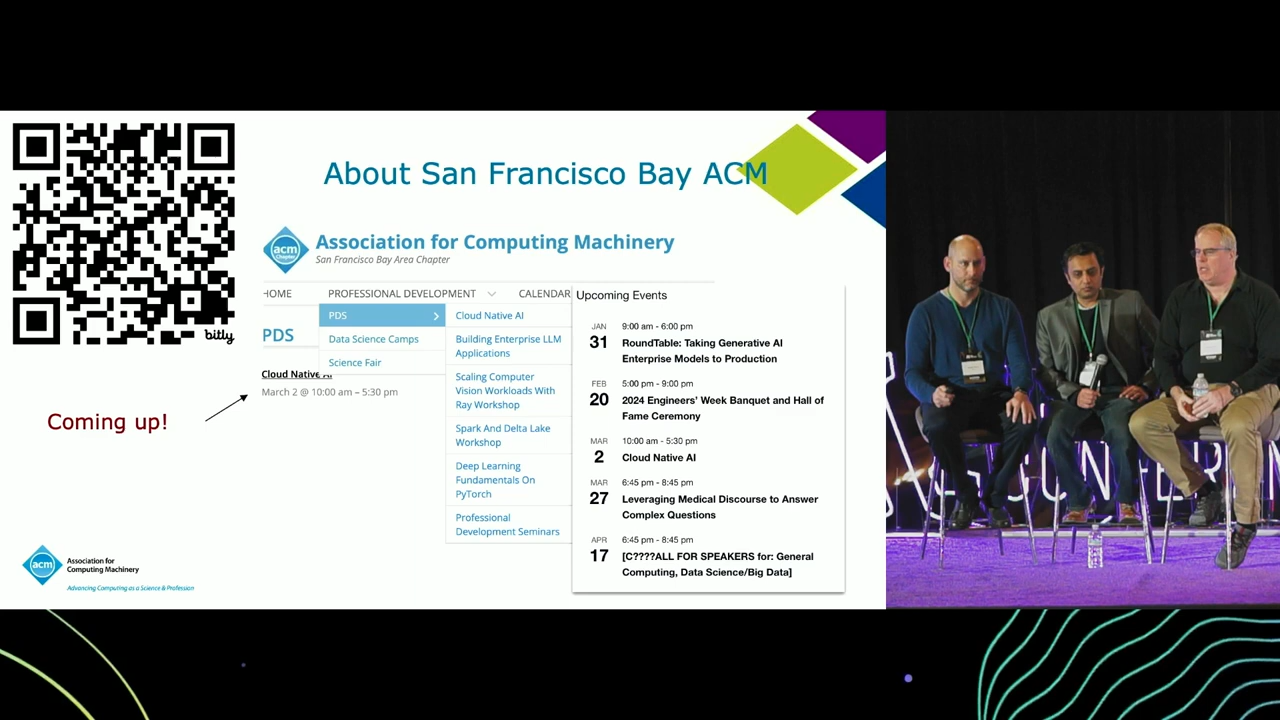 bitly
About San Francisco Bay ACM
acm
Chapter
Association for Computing Machinery
San Francisco Bay Area Chapter
HOME
PROFESSIONAL DEVELOPMENT
CALENDAR
PDS
Data Science Camps
Science Fair
Cloud Native AI
Building Enterprise LLM
Applications
Scaling Computer
Vision Workloads With
Ray Workshop
Spark And Delta Lake
Workshop
Deep Learning
Fundamentals On
PyTorch
Professional
Development Seminars
PDS
Cloud Native AI
March 2 @ 10:00 am – 5:30 pm
Coming up!
Upcoming Events
JAN
31
9:00 am - 6:00 pm
RoundTable: Taking Generative AI
Enterprise Models to Production
FEB
20
5:00 pm - 9:00 pm
2024 Engineers' Week Banquet and Hall of
Fame Ceremony
MAR
2
10:00 am - 5:30 pm
Cloud Native AI
MAR
27
6:45 pm - 8:45 pm
Leveraging Medical Discourse to Answer
Complex Questions
APR
17
6:45 pm - 8:45 pm
[C????ALL FOR SPEAKERS for: General
Computing, Data Science/Big Data]
acm
Association for
Computing Machinery
Advancing Computing as a Science & Profession